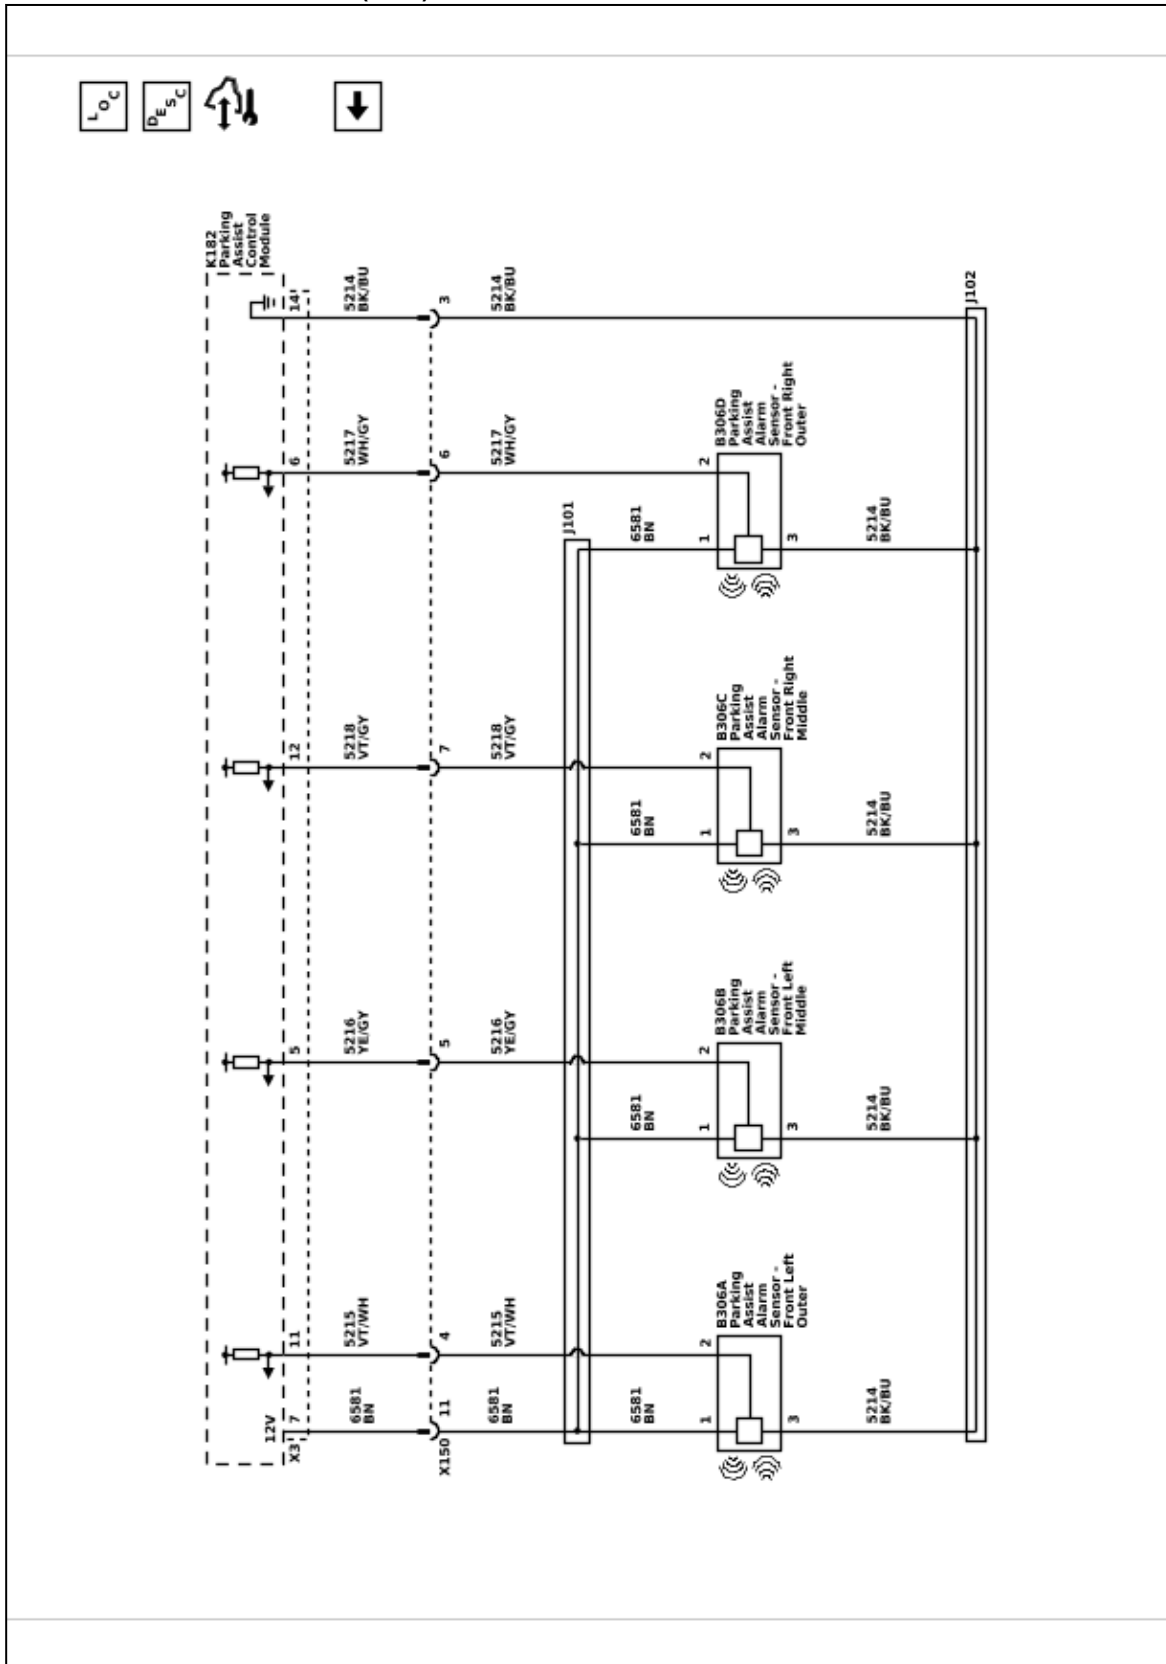 LOC
DESC
K182
Parking
Assist
Control
Module
12V
X3
7
11
5
12
6
14
6581
BN
5215
VT/WH
5216
YE/GY
5218
VT/GY
5217
WH/GY
5214
BK/BU
X150
11
4
5
7
6
3
6581
BN
5215
VT/WH
5216
YE/GY
5218
VT/GY
5217
WH/GY
5214
BK/BU
J101
6581
BN
6581
BN
6581
BN
6581
BN
1
2
1
2
1
2
1
2
B306A
Parking
Assist
Alarm
Sensor -
Front Left
Outer
B306B
Parking
Assist
Alarm
Sensor -
Front Left
Middle
B306C
Parking
Assist
Alarm
Sensor -
Front Right
Middle
B306D
Parking
Assist
Alarm
Sensor -
Front Right
Outer
3
3
3
3
5214
BK/BU
5214
BK/BU
5214
BK/BU
5214
BK/BU
J102